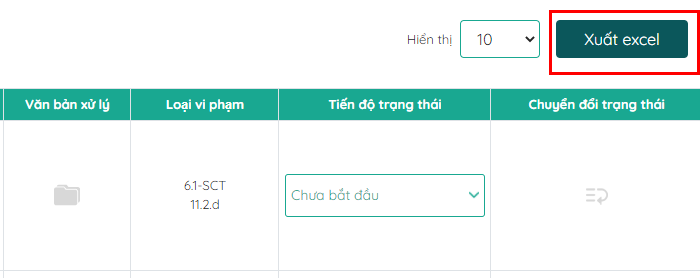 Hiển thị 10 Xuất excel
Văn bản xử lý Loại vi phạm Tiến độ trạng thái Chuyển đổi trạng thái
6.1-SCT
11.2.d
Chưa bắt đầu